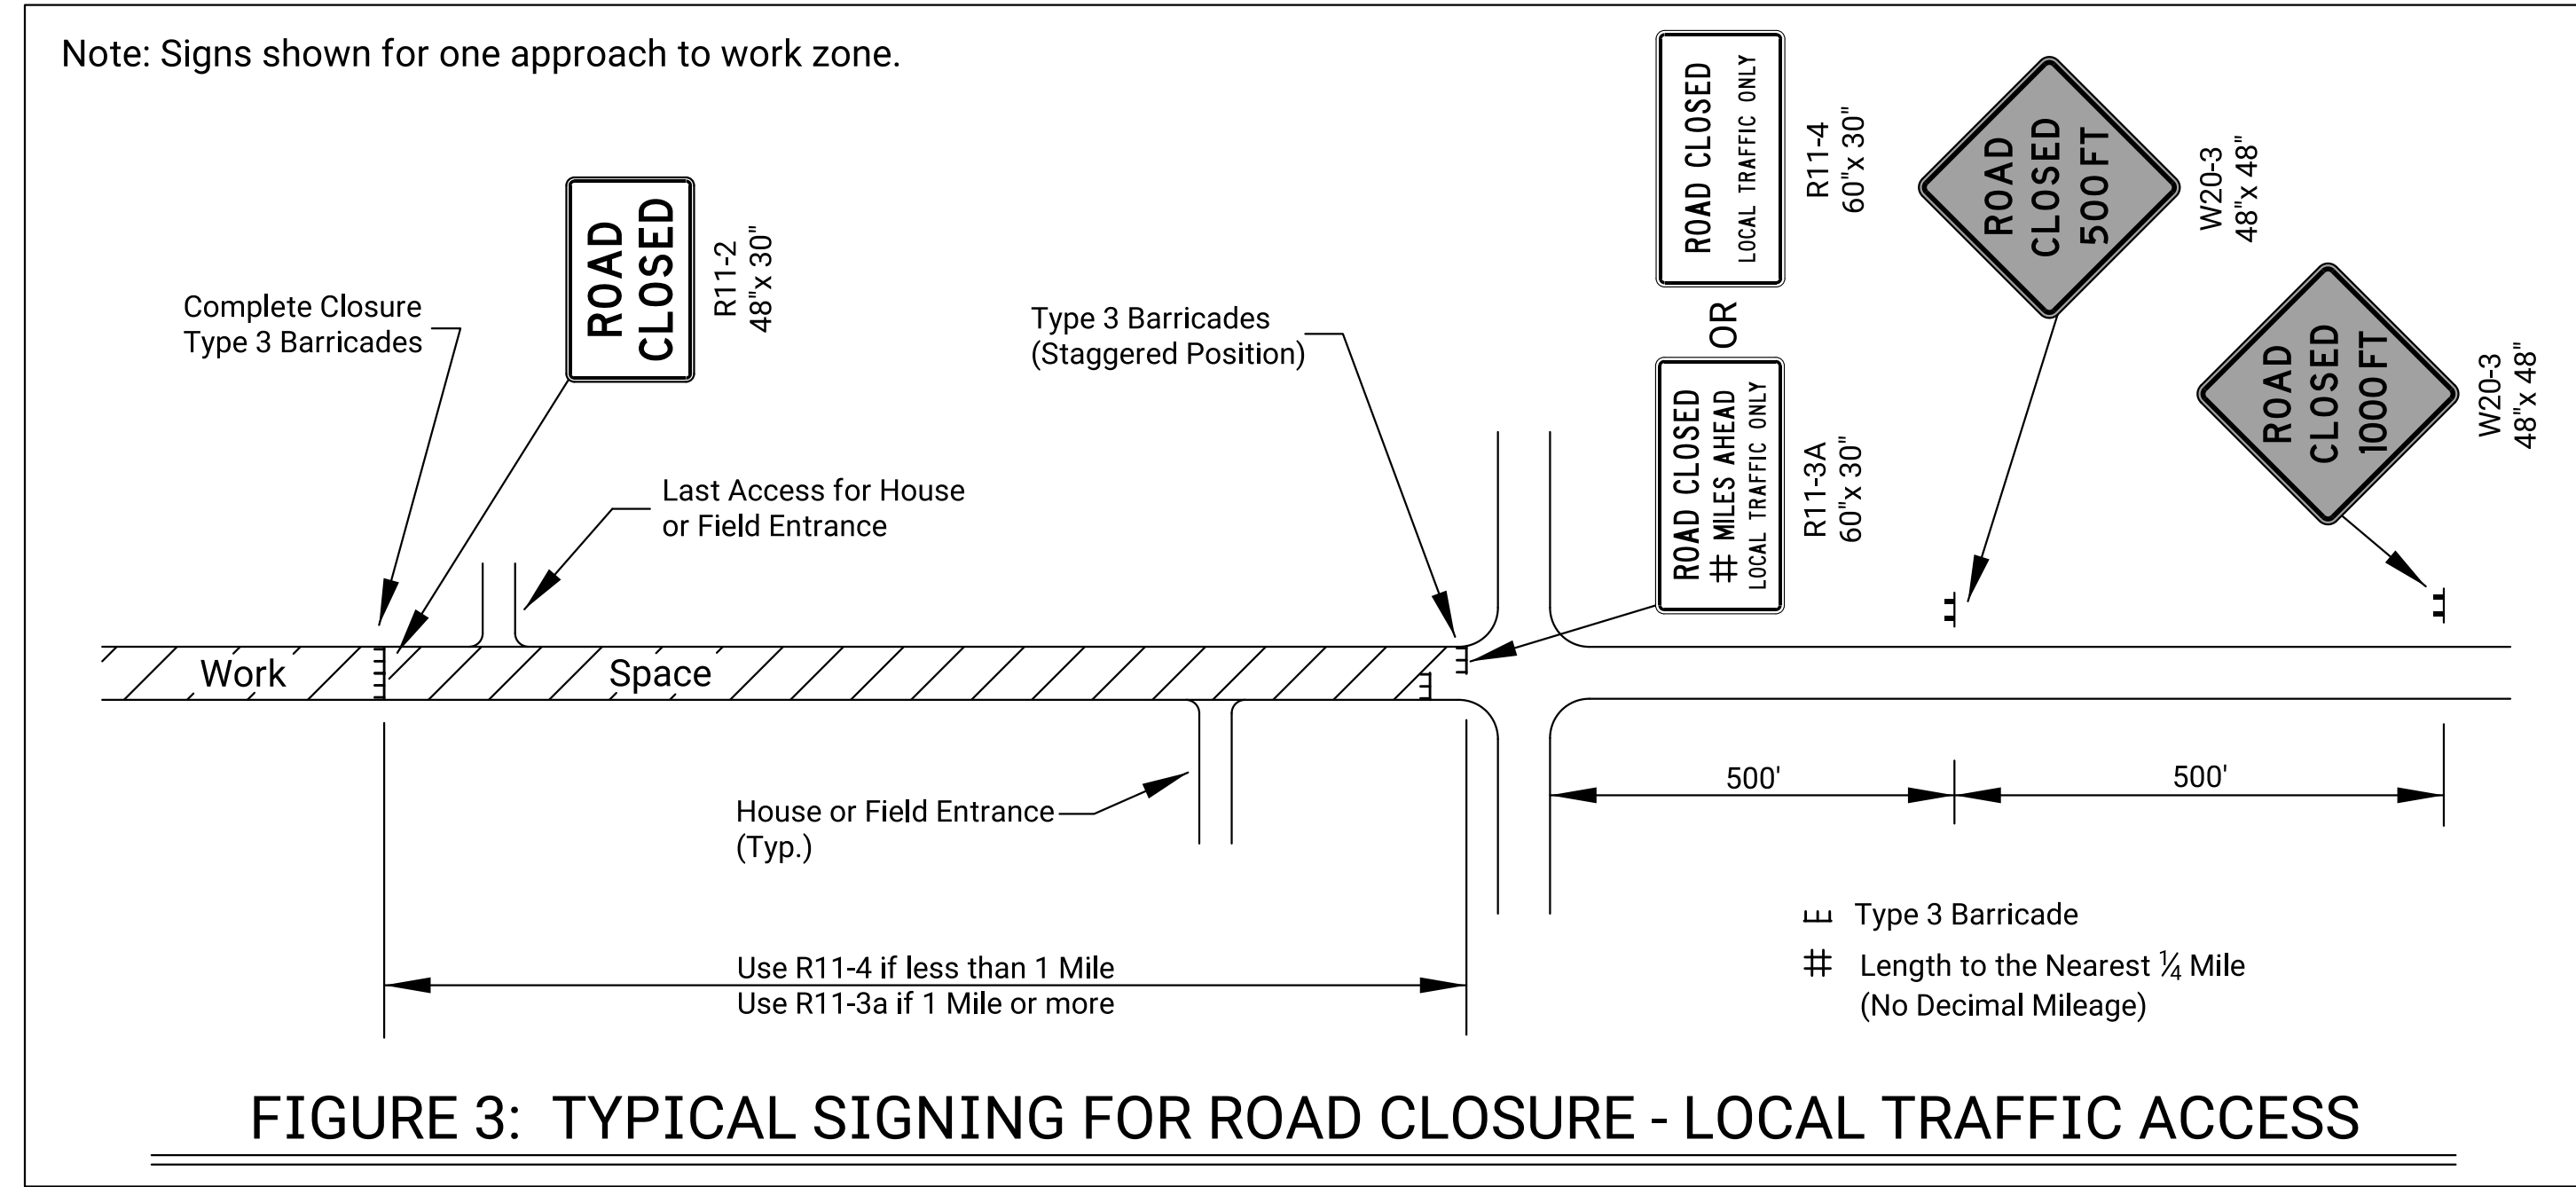 Note: Signs shown for one approach to work zone.
ROAD
CLOSED
R11-2
48"x 30"
Complete Closure
Type 3 Barricades
Last Access for House
or Field Entrance
Type 3 Barricades
(Staggered Position)
ROAD CLOSED
LOCAL TRAFFIC ONLY
R11-4
60"x 30"
OR
ROAD CLOSED
# MILES AHEAD
LOCAL TRAFFIC ONLY
R11-3A
60"x 30"
ROAD
CLOSED
500FT
W20-3
48"x 48"
ROAD
CLOSED
1000FT
W20-3
48"x 48"
Work
Space
House or Field Entrance
(Typ.)
500'
500'
Use R11-4 if less than 1 Mile
Use R11-3a if 1 Mile or more
Type 3 Barricade
# Length to the Nearest ¼ Mile
(No Decimal Mileage)
FIGURE 3: TYPICAL SIGNING FOR ROAD CLOSURE - LOCAL TRAFFIC ACCESS